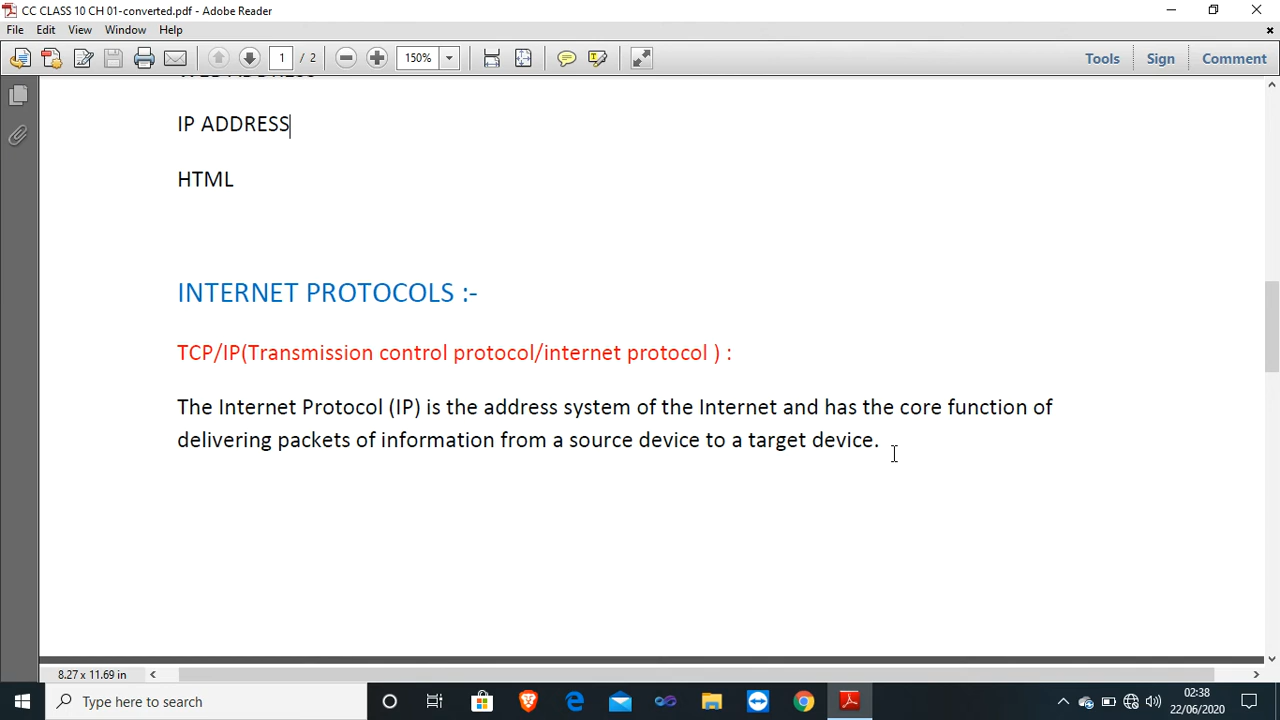 CC CLASS 10 CH 01-converted.pdf - Adobe Reader
File Edit View Window Help
1 / 2 150% Tools Sign Comment
IP ADDRESS
HTML
INTERNET PROTOCOLS :-
TCP/IP(Transmission control protocol/internet protocol ) :
The Internet Protocol (IP) is the address system of the Internet and has the core function of
delivering packets of information from a source device to a target device.
8.27 x 11.69 in
Type here to search
02:38
22/06/2020